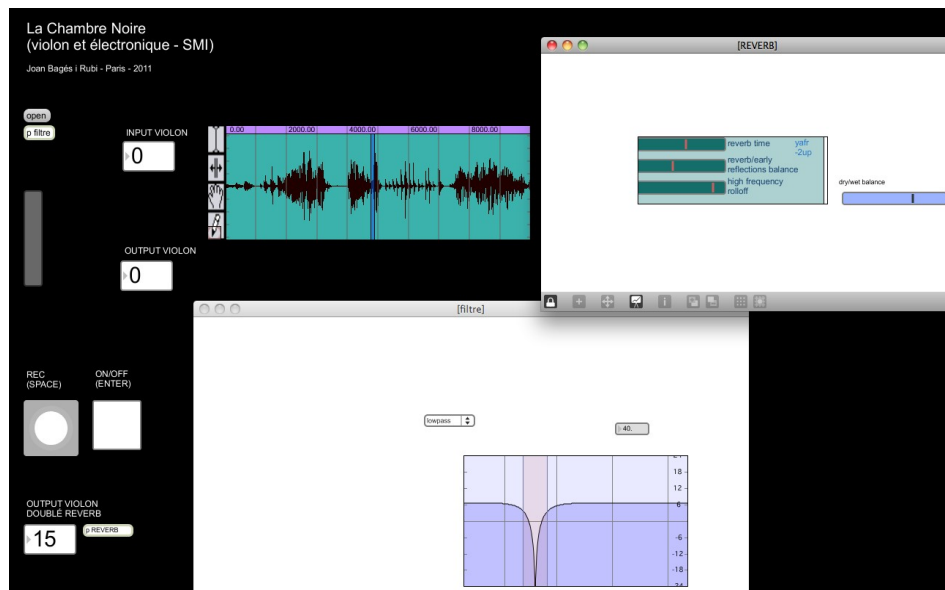 La Chambre Noire
(violon et électronique - SMI)
Joan Bagés i Rubi - Paris - 2011
[REVERB]
open
p filtre
INPUT VIOLON
0
0.00 2000.00 4000.00 6000.00 8000.00
reverb time
yafr
-2up
reverb/early
reflections balance
high frequency
rolloff
dry/wet balance
OUTPUT VIOLON
0
[filtre]
REC
(SPACE)
ON/OFF
(ENTER)
lowpass
40.
24
18
12
6
-6
-12
-18
-24
OUTPUT VIOLON
DOUBLÉ REVERB
15
p REVERB